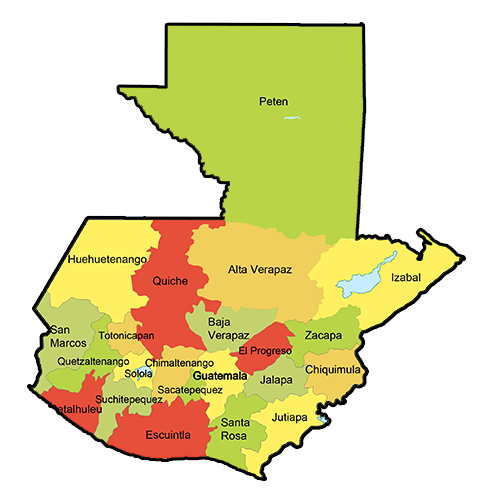 Peten
Huehuetenango
Alta Verapaz
Izabal
Quiche
San
Marcos
Totonicapan
Baja
Verapaz
Zacapa
El Progreso
Quetzaltenango
Chimaltenango
Solola
Guatemala
Chiquimula
Jalapa
Sacatepequez
Suchitepequez
etalhuleu
Jutiapa
Santa
Rosa
Escuintla